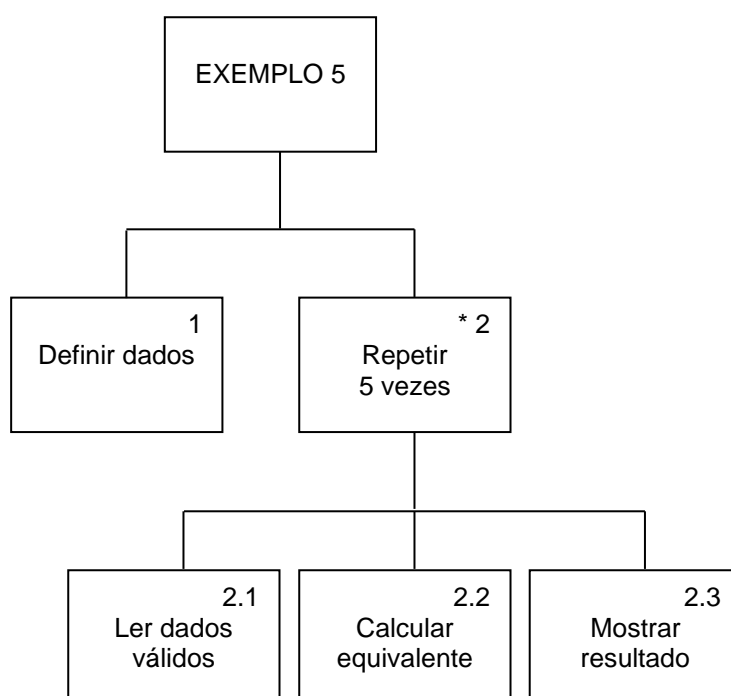 EXEMPLO 5
1
Definir dados
* 2
Repetir
5 vezes
2.1
Ler dados
válidos
2.2
Calcular
equivalente
2.3
Mostrar
resultado